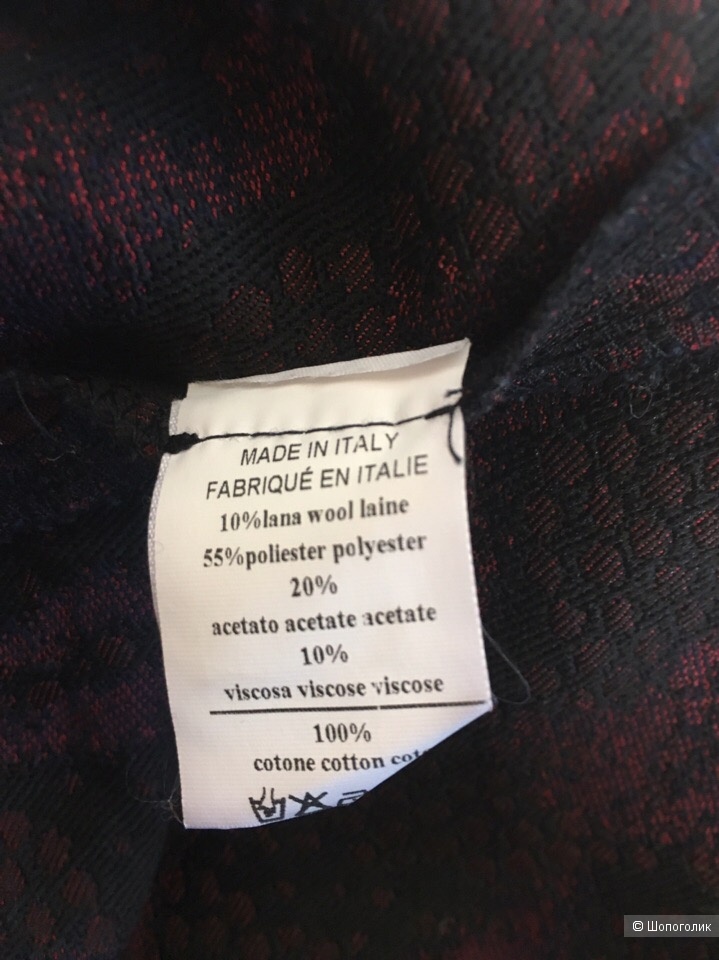 MADE IN ITALY
FABRIQUÉ EN ITALIE
10%lana wool laine
55%poliester polyester
20%
acetato acetate acetate
10%
viscosa viscose viscose
100%
cotone cotton
© Шопоголик